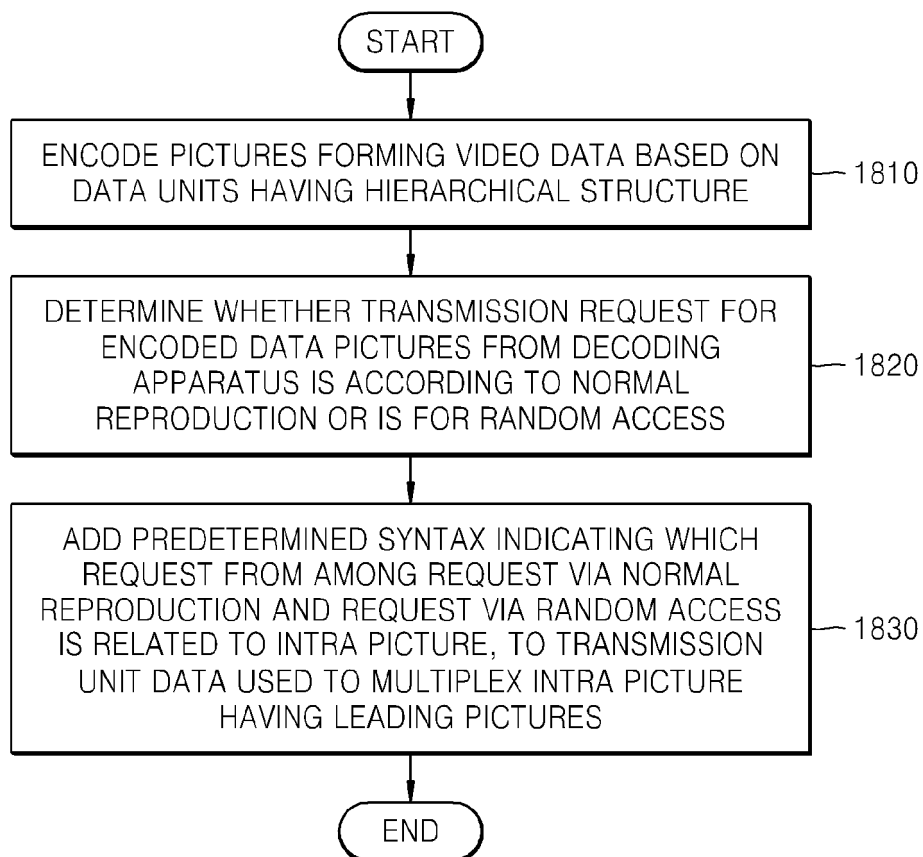 START
ENCODE PICTURES FORMING VIDEO DATA BASED ON
DATA UNITS HAVING HIERARCHICAL STRUCTURE
1810
DETERMINE WHETHER TRANSMISSION REQUEST FOR
ENCODED DATA PICTURES FROM DECODING
APPARATUS IS ACCORDING TO NORMAL
REPRODUCTION OR IS FOR RANDOM ACCESS
1820
ADD PREDETERMINED SYNTAX INDICATING WHICH
REQUEST FROM AMONG REQUEST VIA NORMAL
REPRODUCTION AND REQUEST VIA RANDOM ACCESS
IS RELATED TO INTRA PICTURE, TO TRANSMISSION
UNIT DATA USED TO MULTIPLEX INTRA PICTURE
HAVING LEADING PICTURES
1830
END